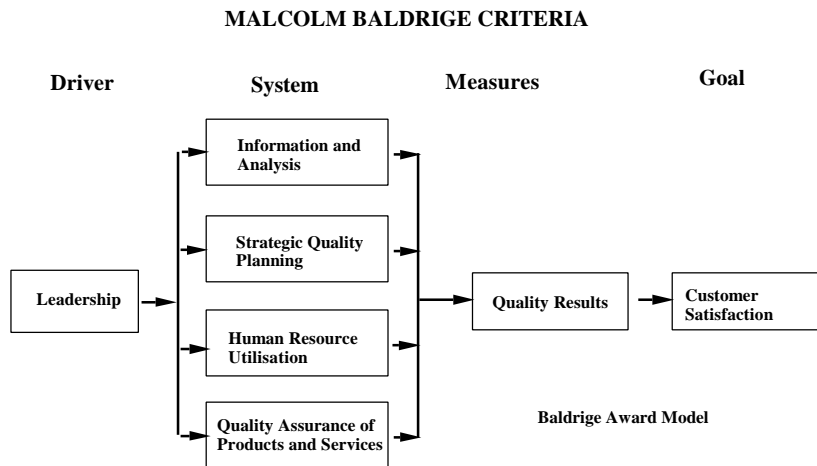 MALCOLM BALDRIGE CRITERIA
Driver
System
Measures
Goal
Information and
Analysis
Strategic Quality
Planning
Leadership
Quality Results
Customer
Satisfaction
Human Resource
Utilisation
Quality Assurance of
Products and Services
Baldrige Award Model